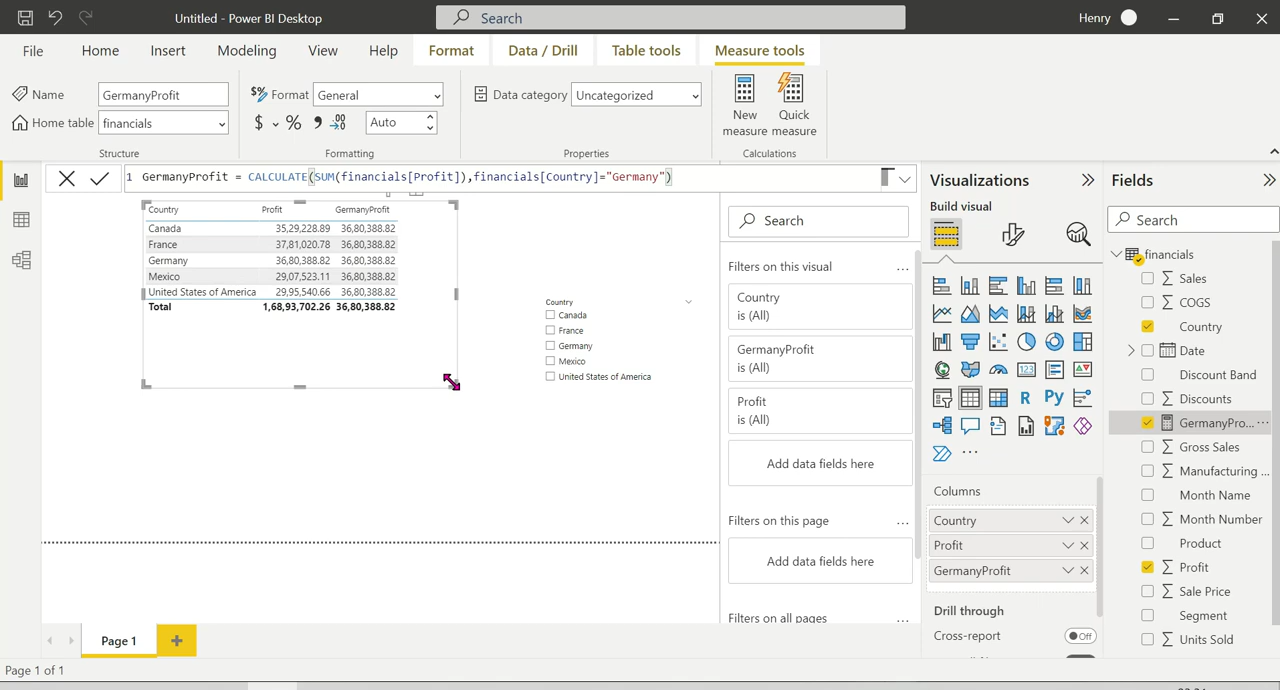 Untitled - Power BI Desktop
Search
Henry
File
Home
Insert
Modeling
View
Help
Format
Data / Drill
Table tools
Measure tools
Name
GermanyProfit
Format
General
Data category
Uncategorized
New measure
Quick measure
Home table
financials
$
%
Auto
Structure
Formatting
Properties
Calculations
1 GermanyProfit = CALCULATE(SUM(financials[Profit]),financials[Country]="Germany")
Country Profit GermanyProfit
Canada 35,29,228.89 36,80,388.82
France 37,81,020.78 36,80,388.82
Germany 36,80,388.82 36,80,388.82
Mexico 29,07,523.11 36,80,388.82
United States of America 29,95,540.66 36,80,388.82
Total 1,68,93,702.26 36,80,388.82
Country
Canada
France
Germany
Mexico
United States of America
Search
Filters on this visual ...
Country
is (All)
GermanyProfit
is (All)
Profit
is (All)
Add data fields here
Filters on this page ...
Add data fields here
Filters on all pages ...
Visualizations
Build visual
123
R
Py
...
Columns
Country
Profit
GermanyProfit
Drill through
Cross-report
Off
Fields
Search
financials
Sales
COGS
Country
Date
Discount Band
Discounts
GermanyPro... ...
Gross Sales
Manufacturing ...
Month Name
Month Number
Product
Profit
Sale Price
Segment
Units Sold
Page 1
+
Page 1 of 1